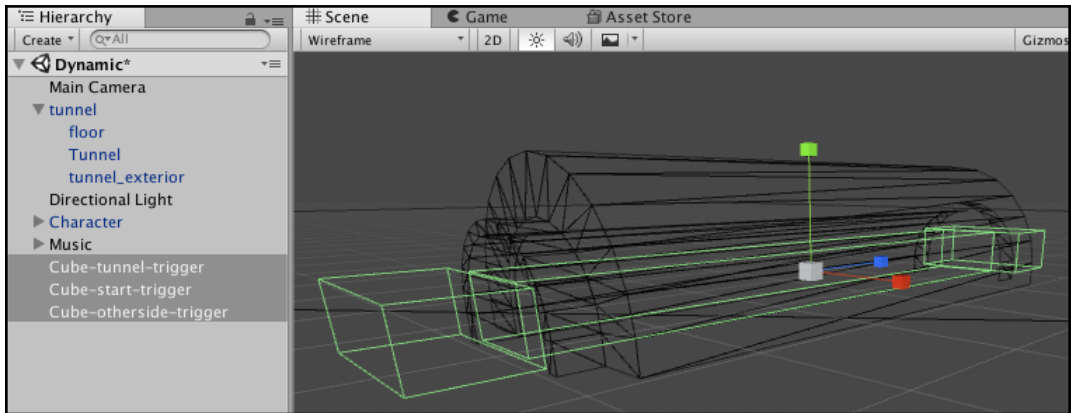 Hierarchy
Create All
Dynamic*
Main Camera
tunnel
floor
Tunnel
tunnel_exterior
Directional Light
Character
Music
Cube-tunnel-trigger
Cube-start-trigger
Cube-otherside-trigger
Scene Game Asset Store
Wireframe 2D Gizmos